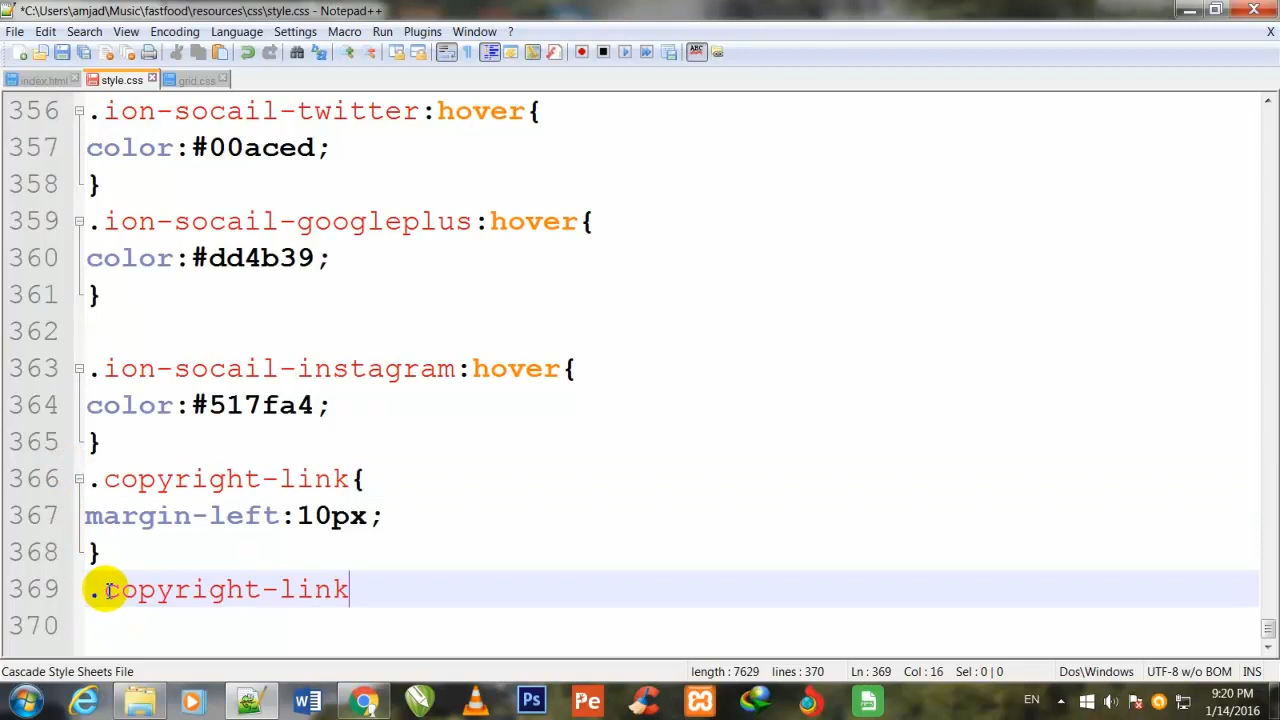 *C:\Users\amjad\Music\fastfood\resources\css\style.css - Notepad++
File Edit Search View Encoding Language Settings Macro Run Plugins Window ? X
index.html style.css grid.css
356 .ion-socail-twitter:hover{
357 color:#00aced;
358 }
359 .ion-socail-googleplus:hover{
360 color:#dd4b39;
361 }
362
363 .ion-socail-instagram:hover{
364 color:#517fa4;
365 }
366 .copyright-link{
367 margin-left:10px;
368 }
369 .copyright-link
370
Cascade Style Sheets File length : 7629 lines : 370 Ln : 369 Col : 16 Sel : 0 | 0 Dos\Windows UTF-8 w/o BOM INS
EN 9:20 PM
1/14/2016